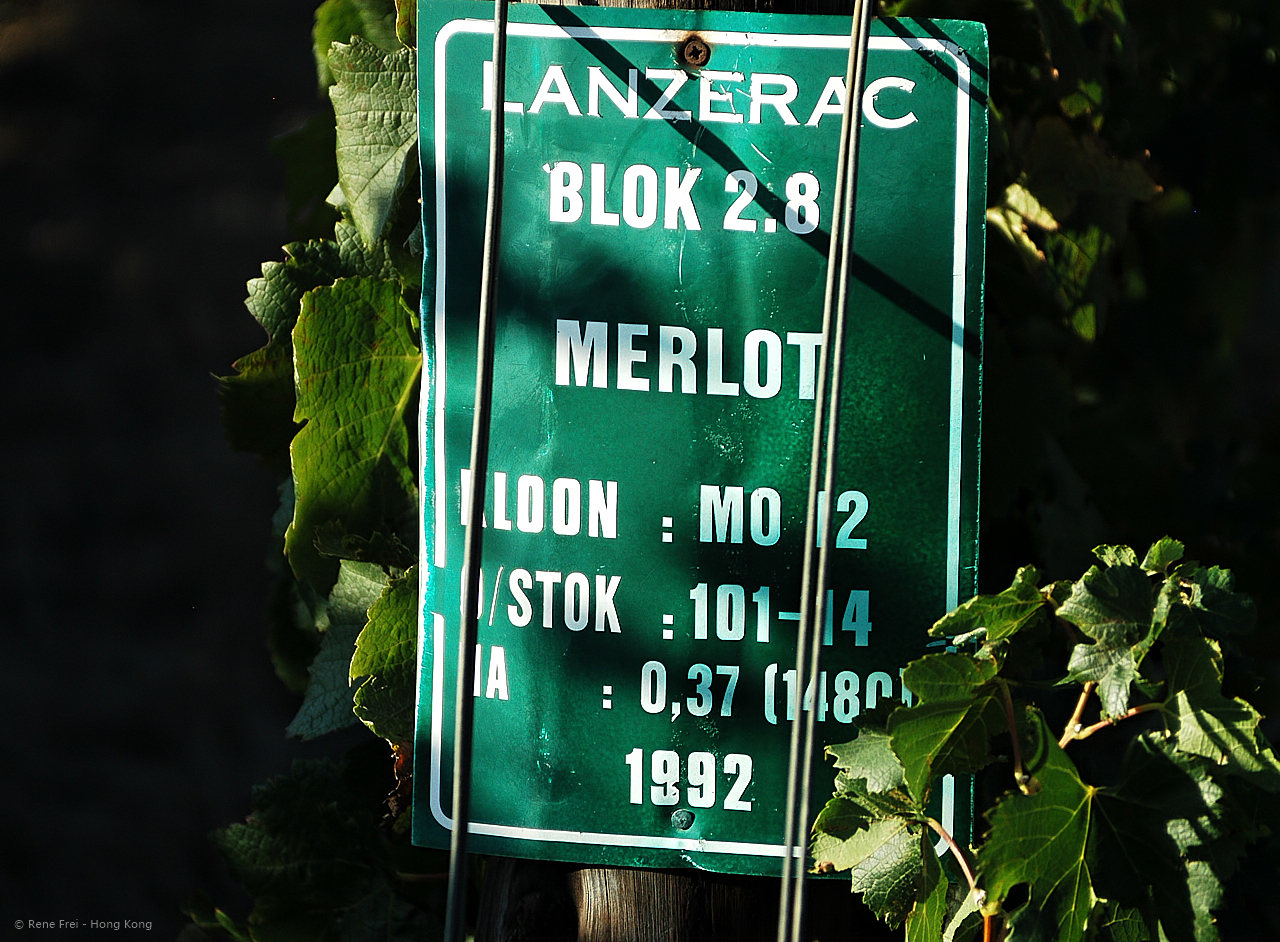 LANZERAC
BLOK 2.8
MERLOT
KLOON : MO 12
O/STOK : 101-14
HA : 0,37 (1480)
1992
© Rene Frei - Hong Kong